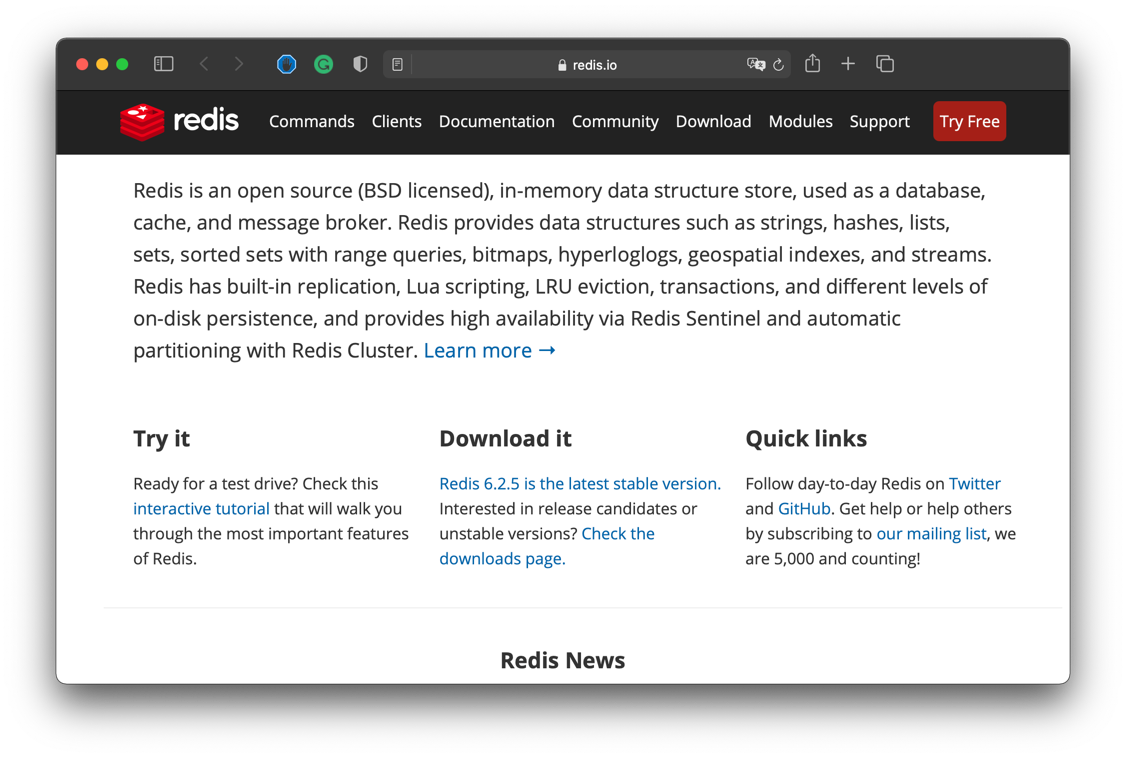 redis.io
redis
Commands Clients Documentation Community Download Modules Support Try Free
Redis is an open source (BSD licensed), in-memory data structure store, used as a database,
cache, and message broker. Redis provides data structures such as strings, hashes, lists,
sets, sorted sets with range queries, bitmaps, hyperloglogs, geospatial indexes, and streams.
Redis has built-in replication, Lua scripting, LRU eviction, transactions, and different levels of
on-disk persistence, and provides high availability via Redis Sentinel and automatic
partitioning with Redis Cluster. Learn more →
Try it
Ready for a test drive? Check this
interactive tutorial that will walk you
through the most important features
of Redis.
Download it
Redis 6.2.5 is the latest stable version.
Interested in release candidates or
unstable versions? Check the
downloads page.
Quick links
Follow day-to-day Redis on Twitter
and GitHub. Get help or help others
by subscribing to our mailing list, we
are 5,000 and counting!
Redis News